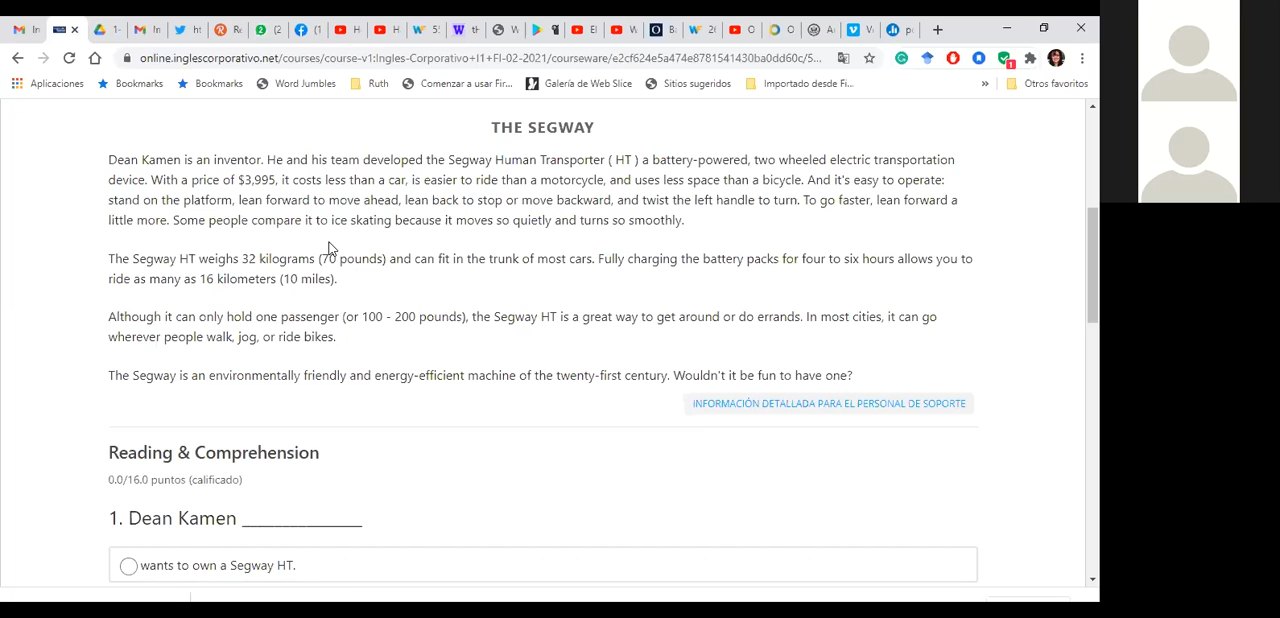 online.inglescorporativo.net/courses/course-v1:Ingles-Corporativo+I1+FI-02-2021/courseware/e2cf624e5a474e8781541430ba0dd60c/5...
Aplicaciones Bookmarks Bookmarks Word Jumbles Ruth Comenzar a usar Fir... Galería de Web Slice Sitios sugeridos Importado desde Fi... » Otros favoritos
THE SEGWAY
Dean Kamen is an inventor. He and his team developed the Segway Human Transporter ( HT ) a battery-powered, two wheeled electric transportation
device. With a price of $3,995, it costs less than a car, is easier to ride than a motorcycle, and uses less space than a bicycle. And it's easy to operate:
stand on the platform, lean forward to move ahead, lean back to stop or move backward, and twist the left handle to turn. To go faster, lean forward a
little more. Some people compare it to ice skating because it moves so quietly and turns so smoothly.
The Segway HT weighs 32 kilograms (70 pounds) and can fit in the trunk of most cars. Fully charging the battery packs for four to six hours allows you to
ride as many as 16 kilometers (10 miles).
Although it can only hold one passenger (or 100 - 200 pounds), the Segway HT is a great way to get around or do errands. In most cities, it can go
wherever people walk, jog, or ride bikes.
The Segway is an environmentally friendly and energy-efficient machine of the twenty-first century. Wouldn't it be fun to have one?
INFORMACIÓN DETALLADA PARA EL PERSONAL DE SOPORTE
Reading & Comprehension
0.0/16.0 puntos (calificado)
1. Dean Kamen _______________
wants to own a Segway HT.